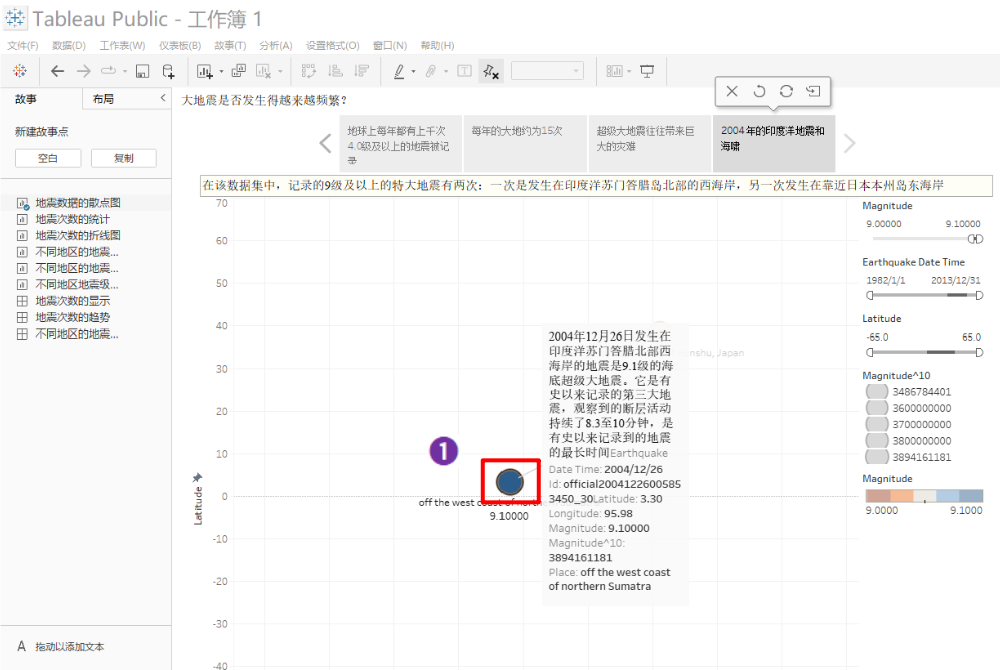 Tableau Public - 工作簿 1
文件(F) 数据(D) 工作表(W) 仪表板(B) 故事(T) 分析(A) 设置格式(O) 窗口(N) 帮助(H)
故事 布局
新建故事点
空白 复制
地震数据的散点图
地震次数的统计
地震次数的折线图
不同地区的地震...
不同地区的地震...
不同地区地震级...
地震次数的显示
地震次数的趋势
不同地区的地震...
A 拖动以添加文本
大地震是否发生得越来越频繁？
地球上每年都有上千次
4.0级及以上的地震被记
录
每年的大地约为15次
超级大地震往往带来巨
大的灾难
2004年的印度洋地震和
海啸
在该数据集中，记录的9级及以上的特大地震有两次：一次是发生在印度洋苏门答腊岛北部的西海岸，另一次发生在靠近日本本州岛东海岸
70
60
50
40
30
20
10
0
-10
-20
-30
-40
Latitude
1
off the west coast of north
9.10000
nshu, Japan
2004年12月26日发生在
印度洋苏门答腊北部西
海岸的地震是9.1级的海
底超级大地震。它是有
史以来记录的第三大地
震，观察到的断层活动
持续了8.3至10分钟，是
有史以来记录到的地震
的最长时间Earthquake
Date Time: 2004/12/26
Id: official2004122600585
3450_30Latitude: 3.30
Longitude: 95.98
Magnitude: 9.10000
Magnitude^10:
3894161181
Place: off the west coast
of northern Sumatra
Magnitude
9.00000 9.10000
Earthquake Date Time
1982/1/1 2013/12/31
Latitude
-65.0 65.0
Magnitude^10
3486784401
3600000000
3700000000
3800000000
3894161181
Magnitude
9.0000 9.1000